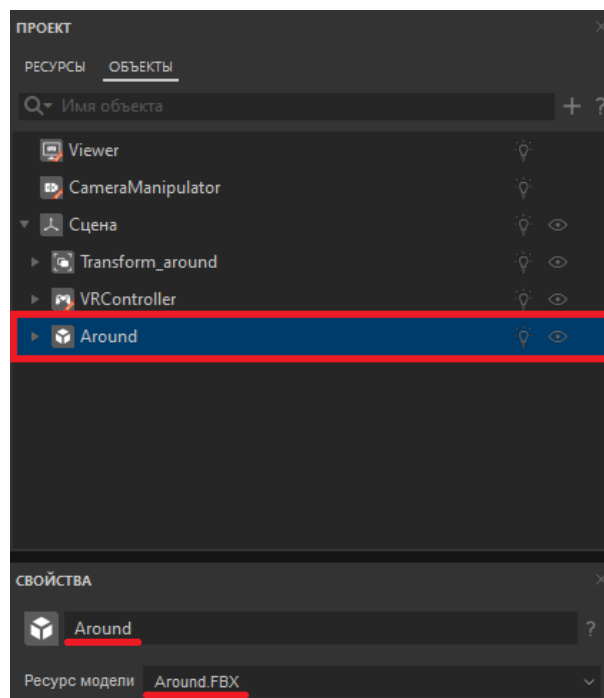 ПРОЕКТ
РЕСУРСЫ ОБЪЕКТЫ
Имя объекта + ?
Viewer
CameraManipulator
Сцена
Transform_around
VRController
Around
СВОЙСТВА
Around ?
Ресурс модели Around.FBX